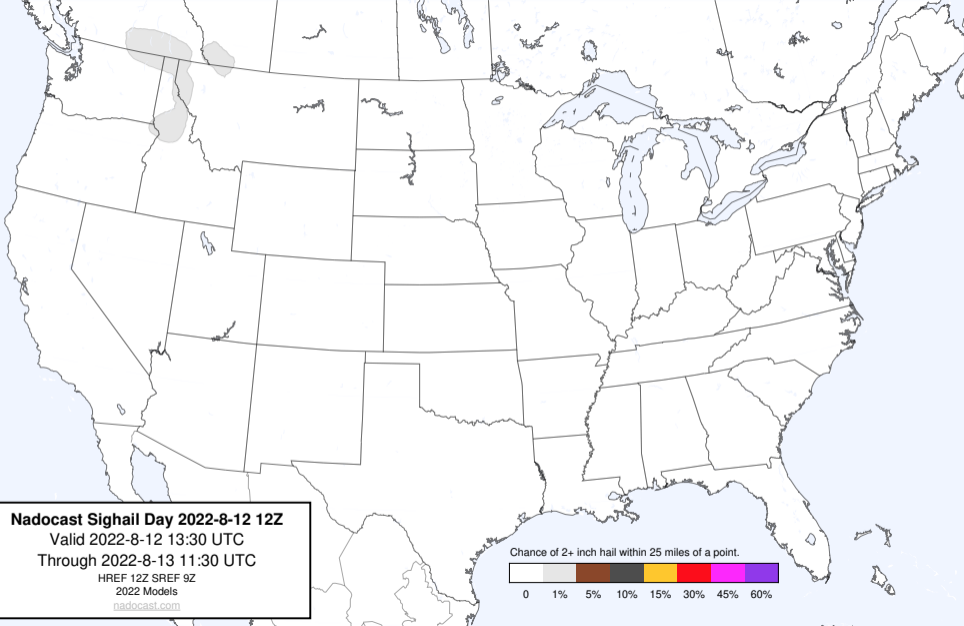 Nadocast Sighail Day 2022-8-12 12Z
Valid 2022-8-12 13:30 UTC
Through 2022-8-13 11:30 UTC
HREF 12Z SREF 9Z
2022 Models
nadocast.com
Chance of 2+ inch hail within 25 miles of a point.
0 1% 5% 10% 15% 30% 45% 60%